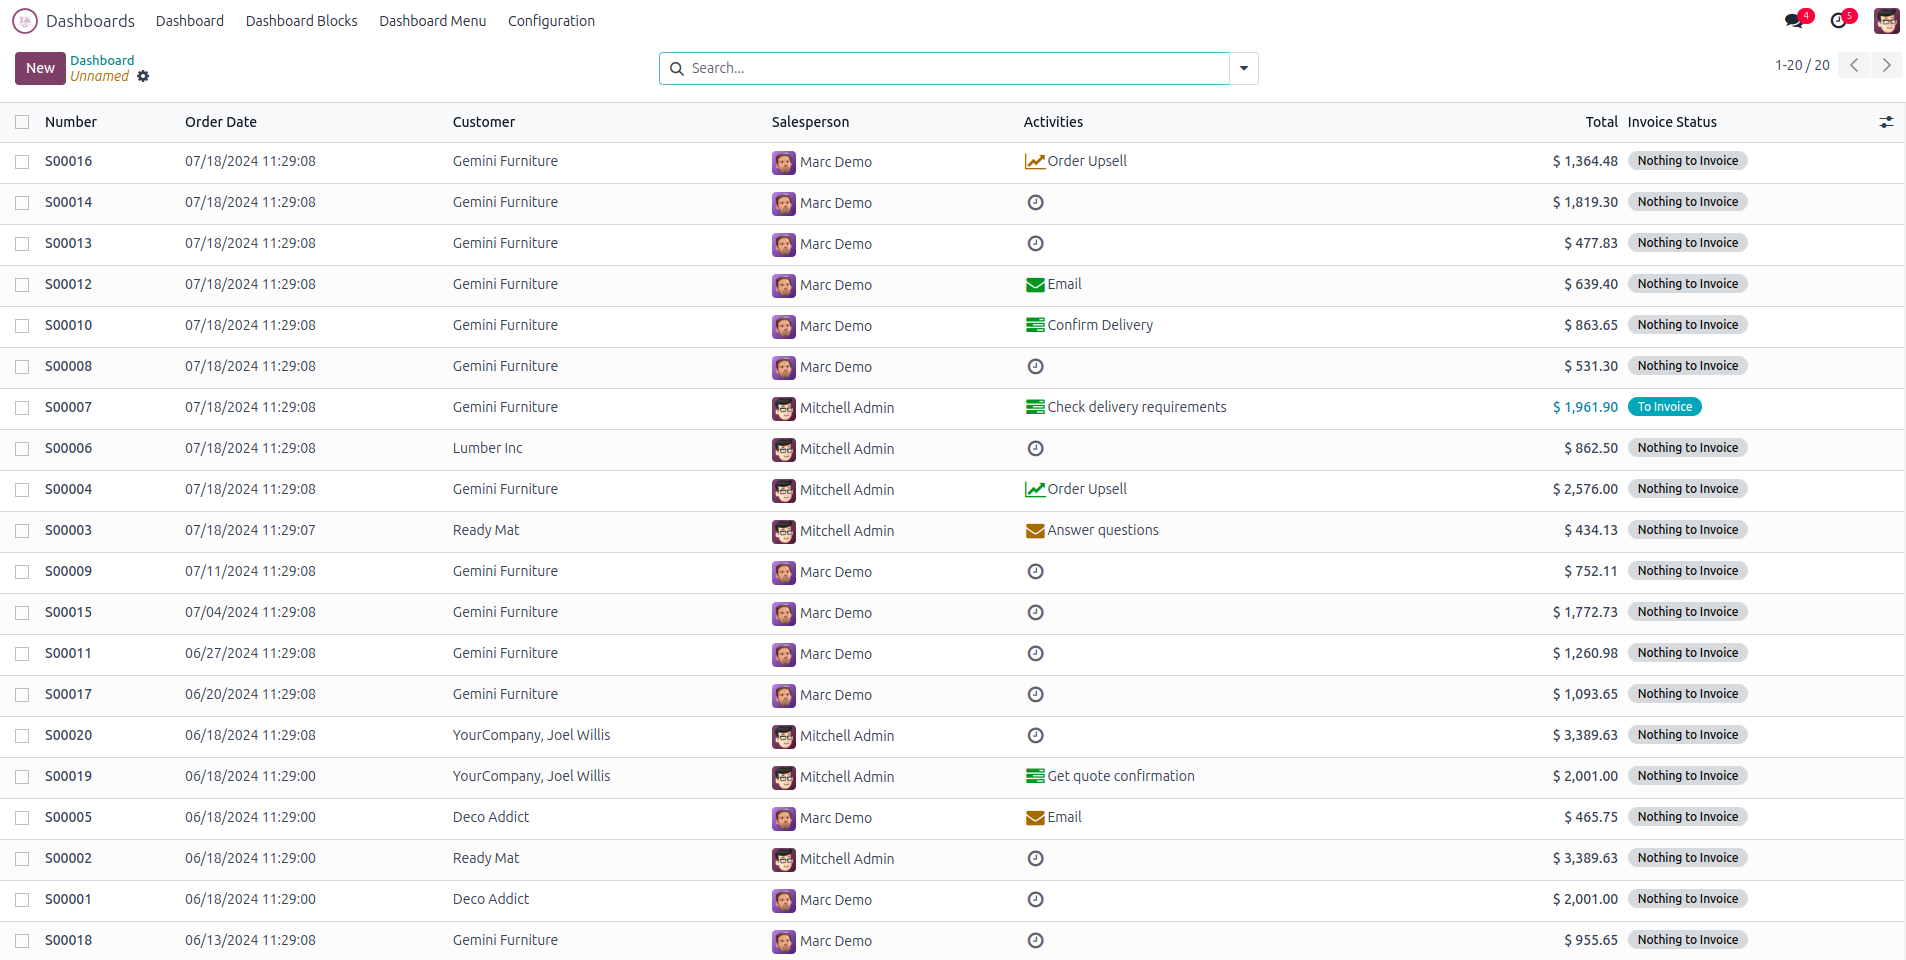 Dashboards Dashboard Dashboard Blocks Dashboard Menu Configuration 4 5
New Dashboard Search... 1-20 / 20
Unnamed
Number Order Date Customer Salesperson Activities Total Invoice Status
S00016 07/18/2024 11:29:08 Gemini Furniture Marc Demo Order Upsell $ 1,364.48 Nothing to Invoice
S00014 07/18/2024 11:29:08 Gemini Furniture Marc Demo $ 1,819.30 Nothing to Invoice
S00013 07/18/2024 11:29:08 Gemini Furniture Marc Demo $ 477.83 Nothing to Invoice
S00012 07/18/2024 11:29:08 Gemini Furniture Marc Demo Email $ 639.40 Nothing to Invoice
S00010 07/18/2024 11:29:08 Gemini Furniture Marc Demo Confirm Delivery $ 863.65 Nothing to Invoice
S00008 07/18/2024 11:29:08 Gemini Furniture Marc Demo $ 531.30 Nothing to Invoice
S00007 07/18/2024 11:29:08 Gemini Furniture Mitchell Admin Check delivery requirements $ 1,961.90 To Invoice
S00006 07/18/2024 11:29:08 Lumber Inc Mitchell Admin $ 862.50 Nothing to Invoice
S00004 07/18/2024 11:29:08 Gemini Furniture Mitchell Admin Order Upsell $ 2,576.00 Nothing to Invoice
S00003 07/18/2024 11:29:07 Ready Mat Mitchell Admin Answer questions $ 434.13 Nothing to Invoice
S00009 07/11/2024 11:29:08 Gemini Furniture Marc Demo $ 752.11 Nothing to Invoice
S00015 07/04/2024 11:29:08 Gemini Furniture Marc Demo $ 1,772.73 Nothing to Invoice
S00011 06/27/2024 11:29:08 Gemini Furniture Marc Demo $ 1,260.98 Nothing to Invoice
S00017 06/20/2024 11:29:08 Gemini Furniture Marc Demo $ 1,093.65 Nothing to Invoice
S00020 06/18/2024 11:29:08 YourCompany, Joel Willis Mitchell Admin $ 3,389.63 Nothing to Invoice
S00019 06/18/2024 11:29:00 YourCompany, Joel Willis Mitchell Admin Get quote confirmation $ 2,001.00 Nothing to Invoice
S00005 06/18/2024 11:29:00 Deco Addict Marc Demo Email $ 465.75 Nothing to Invoice
S00002 06/18/2024 11:29:00 Ready Mat Mitchell Admin $ 3,389.63 Nothing to Invoice
S00001 06/18/2024 11:29:00 Deco Addict Marc Demo $ 2,001.00 Nothing to Invoice
S00018 06/13/2024 11:29:08 Gemini Furniture Marc Demo $ 955.65 Nothing to Invoice